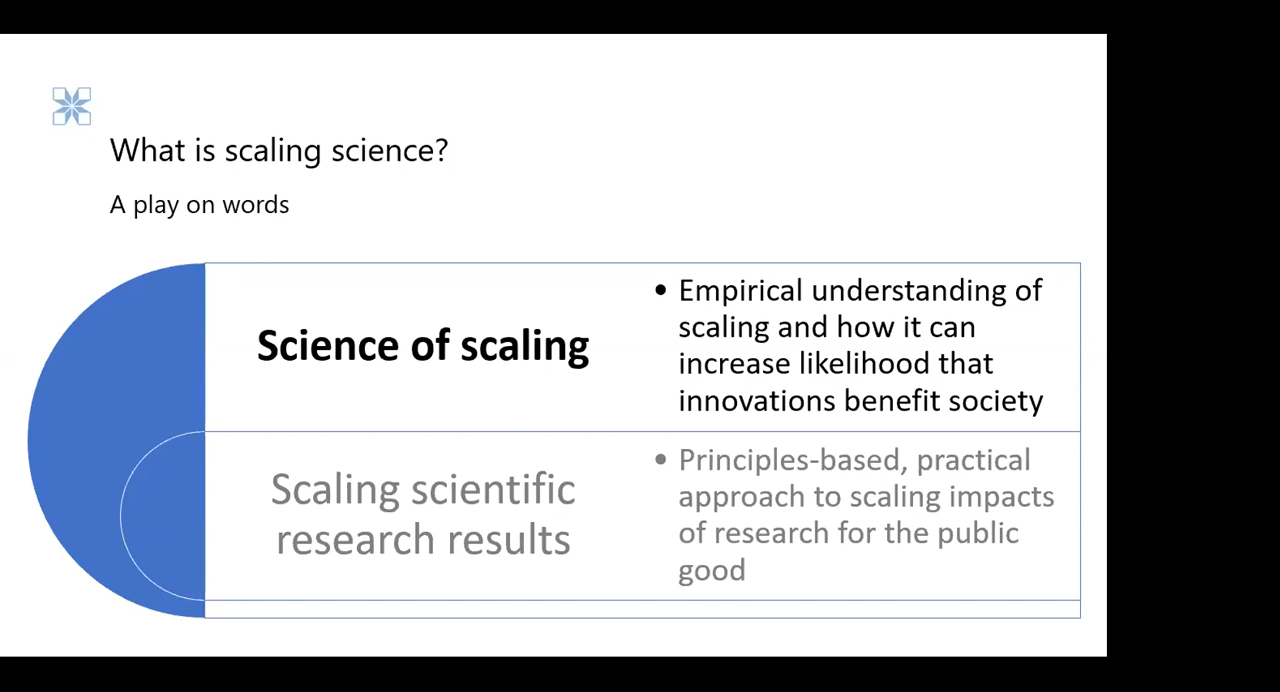 What is scaling science?
A play on words
Science of scaling
• Empirical understanding of
scaling and how it can
increase likelihood that
innovations benefit society
Scaling scientific
research results
• Principles-based, practical
approach to scaling impacts
of research for the public
good